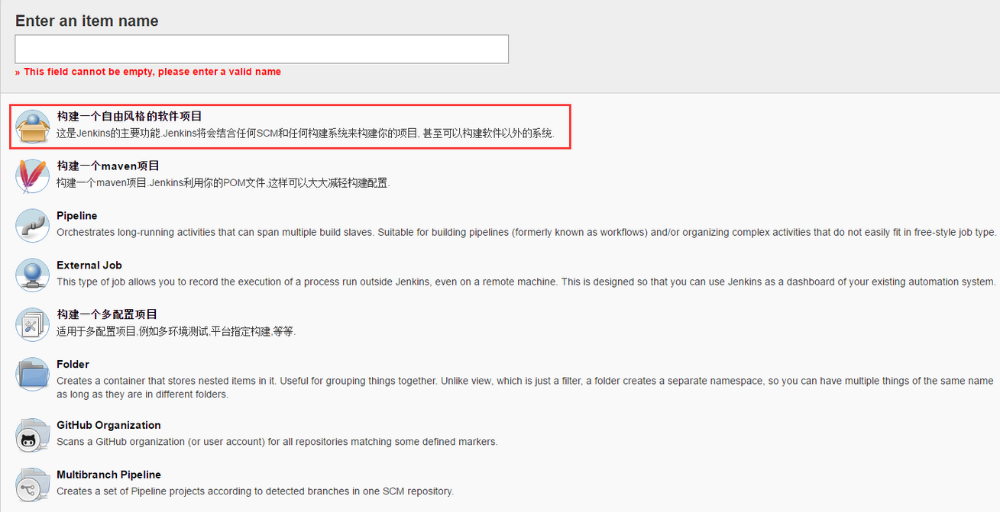 Enter an item name
» This field cannot be empty, please enter a valid name
构建一个自由风格的软件项目
这是Jenkins的主要功能.Jenkins将会结合任何SCM和任何构建系统来构建你的项目, 甚至可以构建软件以外的系统.
构建一个maven项目
构建一个maven项目.Jenkins利用你的POM文件,这样可以大大减轻构建配置.
Pipeline
Orchestrates long-running activities that can span multiple build slaves. Suitable for building pipelines (formerly known as workflows) and/or organizing complex activities that do not easily fit in free-style job type.
External Job
This type of job allows you to record the execution of a process run outside Jenkins, even on a remote machine. This is designed so that you can use Jenkins as a dashboard of your existing automation system.
构建一个多配置项目
适用于多配置项目,例如多环境测试,平台指定构建,等等.
Folder
Creates a container that stores nested items in it. Useful for grouping things together. Unlike view, which is just a filter, a folder creates a separate namespace, so you can have multiple things of the same name
as long as they are in different folders.
GitHub Organization
Scans a GitHub organization (or user account) for all repositories matching some defined markers.
Multibranch Pipeline
Creates a set of Pipeline projects according to detected branches in one SCM repository.